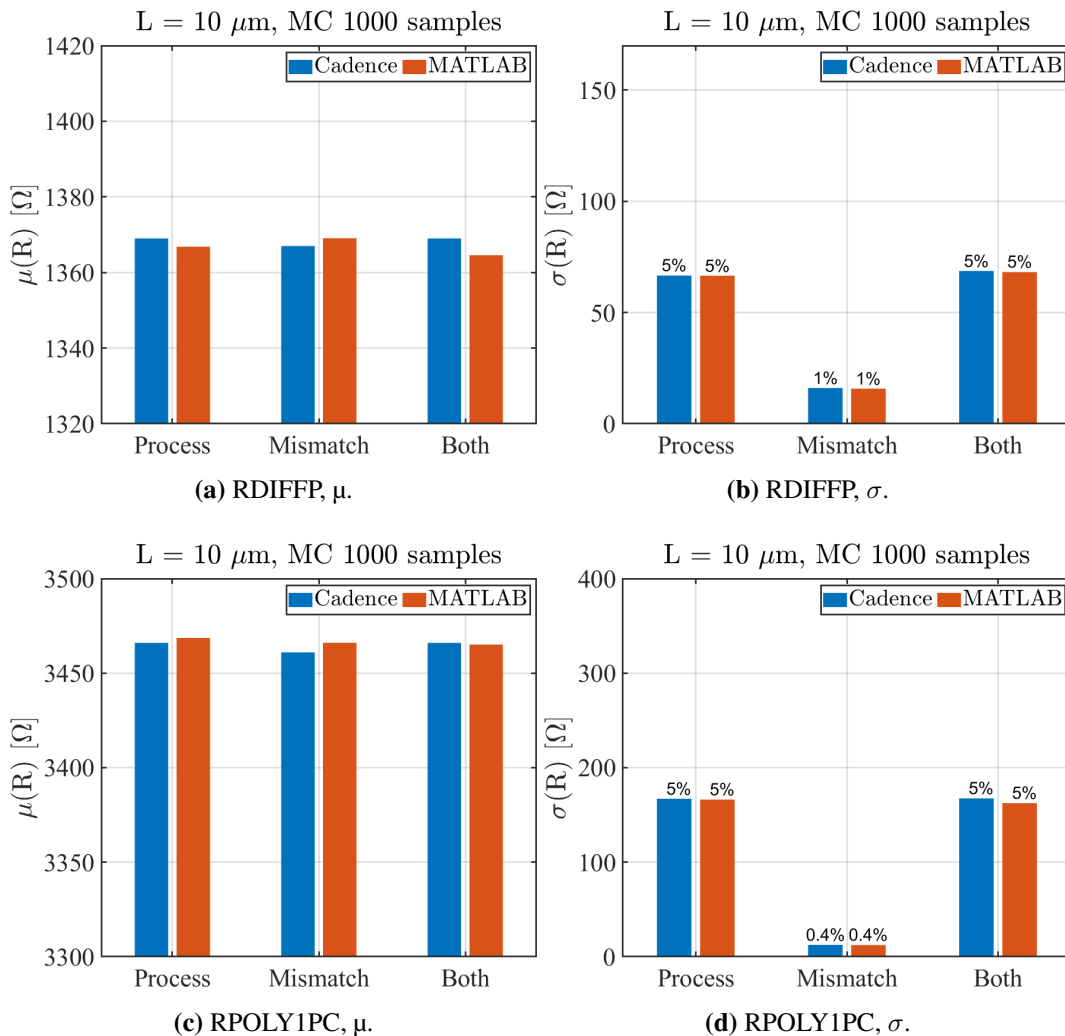 L = 10 μm, MC 1000 samples
Cadence MATLAB
1420
1400
1380
1360
1340
1320
μ(R) [Ω]
Process Mismatch Both
(a) RDIFFP, μ.
L = 10 μm, MC 1000 samples
Cadence MATLAB
150
100
50
0
σ(R) [Ω]
5% 5%
1% 1%
5% 5%
Process Mismatch Both
(b) RDIFFP, σ.
L = 10 μm, MC 1000 samples
Cadence MATLAB
3500
3450
3400
3350
3300
μ(R) [Ω]
Process Mismatch Both
(c) RPOLY1PC, μ.
L = 10 μm, MC 1000 samples
Cadence MATLAB
400
300
200
100
0
σ(R) [Ω]
5% 5%
0.4% 0.4%
5% 5%
Process Mismatch Both
(d) RPOLY1PC, σ.